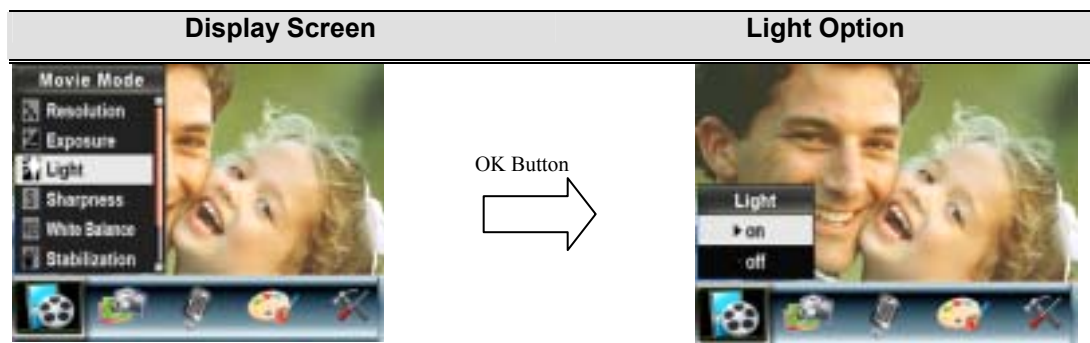 Display Screen
Light Option
Movie Mode
Resolution
Exposure
Light
Sharpness
White Balance
Stabilization
OK Button
Light
on
off